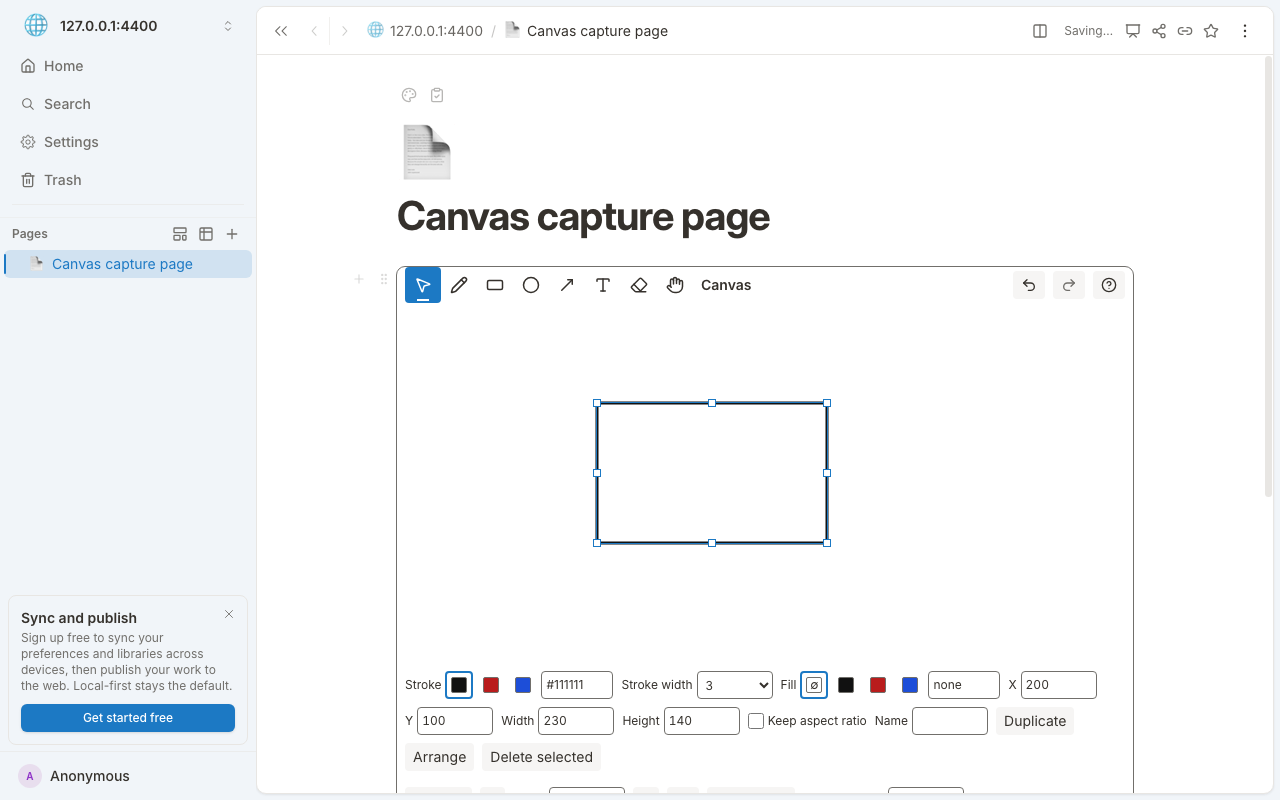 127.0.0.1:4400
Home
Search
Settings
Trash
Pages
Canvas capture page
Sync and publish
Sign up free to sync your
preferences and libraries across
devices, then publish your work to
the web. Local-first stays the default.
Get started free
A Anonymous
127.0.0.1:4400 / Canvas capture page
Saving...
Canvas capture page
Canvas
Stroke #111111 Stroke width 3 Fill none X 200
Y 100 Width 230 Height 140 Keep aspect ratio Name Duplicate
Arrange Delete selected